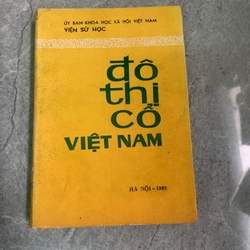 ỦY BAN KHOA HỌC XÃ HỘI VIỆT NAM
VIỆN SỬ HỌC
đô
thị
cổ
VIỆT NAM
HÀ NỘI - 1989